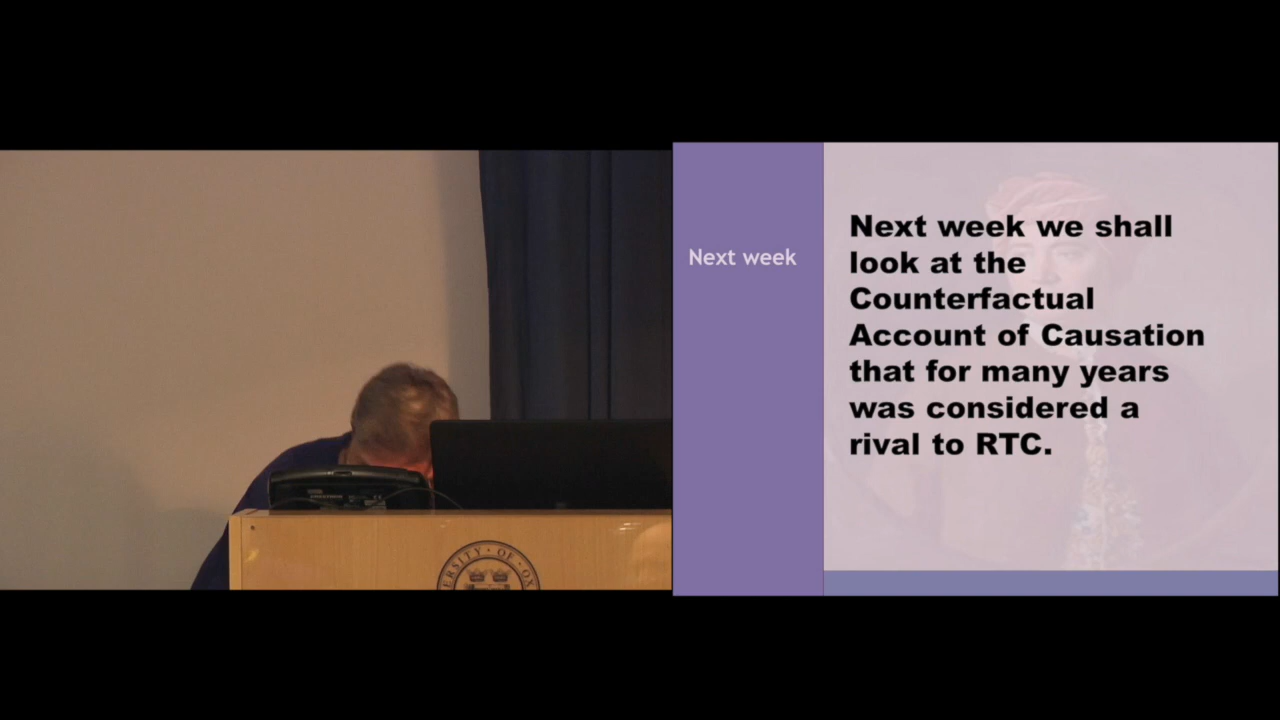 Next week
Next week we shall
look at the
Counterfactual
Account of Causation
that for many years
was considered a
rival to RTC.